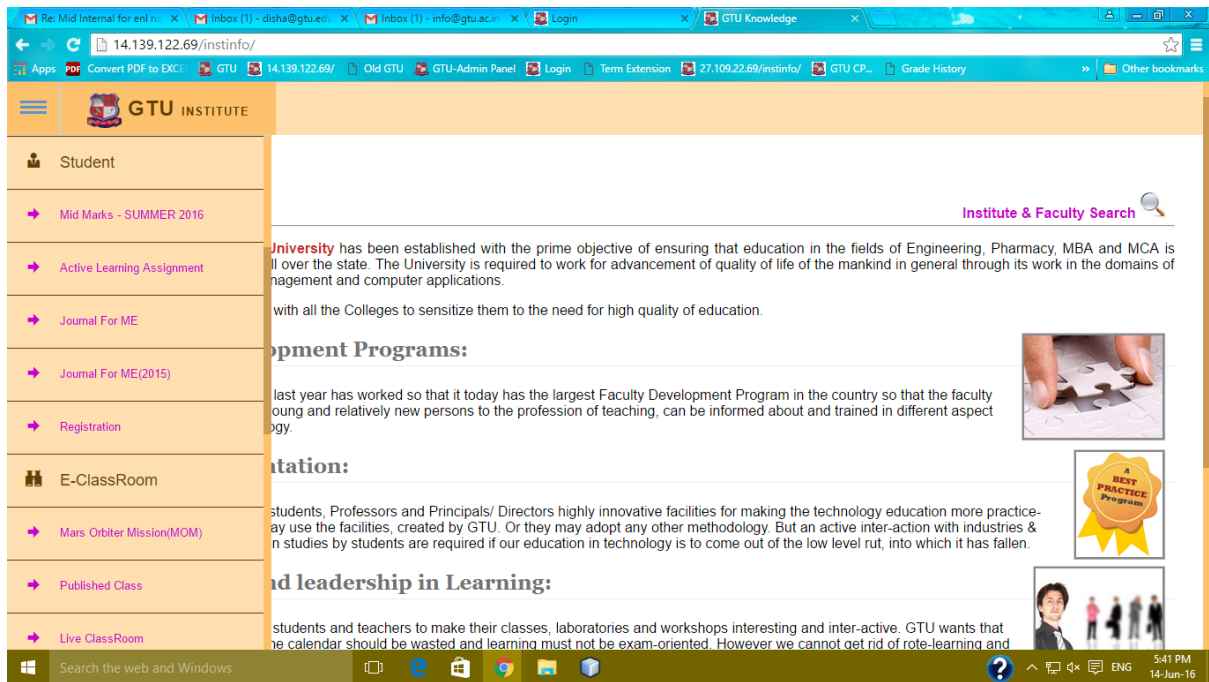 Re: Mid Internal for enl no
Inbox (1) - disha@gtu.edu
Inbox (1) - info@gtu.ac.in
Login
GTU Knowledge
14.139.122.69/instinfo/
Apps
Convert PDF to EXCE
GTU
14.139.122.69/
Old GTU
GTU-Admin Panel
Login
Term Extension
27.109.22.69/instinfo/
GTU CP...
Grade History
»
Other bookmarks
GTU INSTITUTE
Student
Mid Marks - SUMMER 2016
Active Learning Assignment
Journal For ME
Journal For ME(2015)
Registration
E-ClassRoom
Mars Orbiter Mission(MOM)
Published Class
Live ClassRoom
Institute & Faculty Search
University has been established with the prime objective of ensuring that education in the fields of Engineering, Pharmacy, MBA and MCA is
ll over the state. The University is required to work for advancement of quality of life of the mankind in general through its work in the domains of
nagement and computer applications.
with all the Colleges to sensitize them to the need for high quality of education.
opment Programs:
last year has worked so that it today has the largest Faculty Development Program in the country so that the faculty
oung and relatively new persons to the profession of teaching, can be informed about and trained in different aspect
ogy.
ntation:
students, Professors and Principals/ Directors highly innovative facilities for making the technology education more practice-
ay use the facilities, created by GTU. Or they may adopt any other methodology. But an active inter-action with industries &
n studies by students are required if our education in technology is to come out of the low level rut, into which it has fallen.
A
BEST
PRACTICE
Program
nd leadership in Learning:
students and teachers to make their classes, laboratories and workshops interesting and inter-active. GTU wants that
ne calendar should be wasted and learning must not be exam-oriented. However we cannot get rid of rote-learning and
Search the web and Windows
ENG
5:41 PM
14-Jun-16